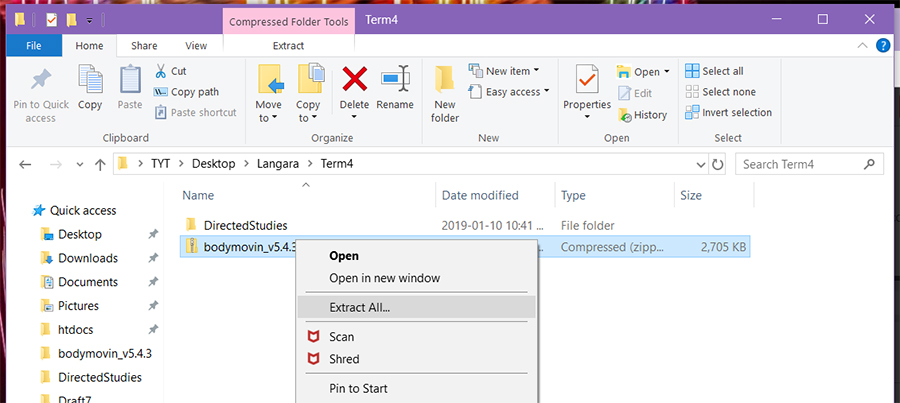 Compressed Folder Tools Term4
File Home Share View Extract
Pin to Quick access
Copy
Paste
Cut
Copy path
Paste shortcut
Clipboard
Move to
Copy to
Delete
Rename
Organize
New folder
New item
Easy access
New
Properties
Open
Edit
History
Open
Select all
Select none
Invert selection
Select
TYT > Desktop > Langara > Term4
Search Term4
Name Date modified Type Size
Quick access
Desktop
Downloads
Documents
Pictures
htdocs
bodymovin_v5.4.3
DirectedStudies
Draft7
DirectedStudies 2019-01-10 10:41 ... File folder
bodymovin_v5.4.3 Compressed (zipp... 2,705 KB
Open
Open in new window
Extract All...
Scan
Shred
Pin to Start